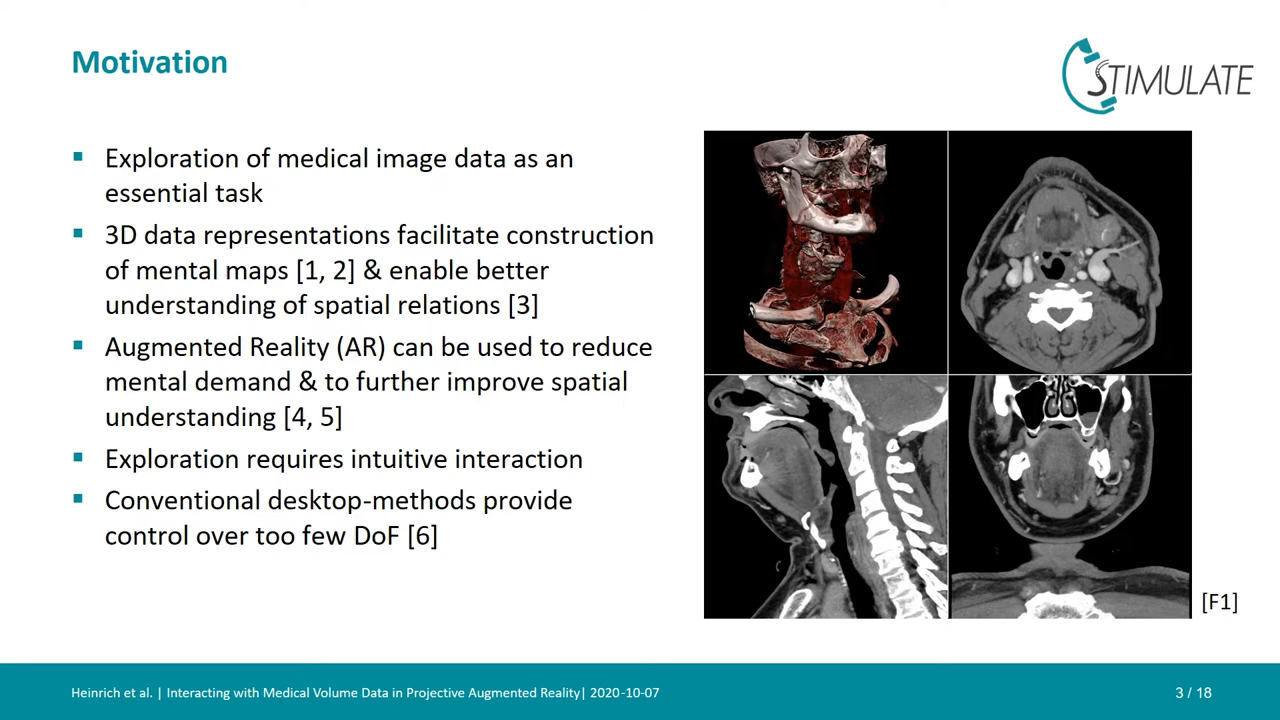 Motivation
STIMULATE
Exploration of medical image data as an
essential task
3D data representations facilitate construction
of mental maps [1, 2] & enable better
understanding of spatial relations [3]
Augmented Reality (AR) can be used to reduce
mental demand & to further improve spatial
understanding [4, 5]
Exploration requires intuitive interaction
Conventional desktop-methods provide
control over too few DoF [6]
[F1]
Heinrich et al. | Interacting with Medical Volume Data in Projective Augmented Reality| 2020-10-07
3 / 18